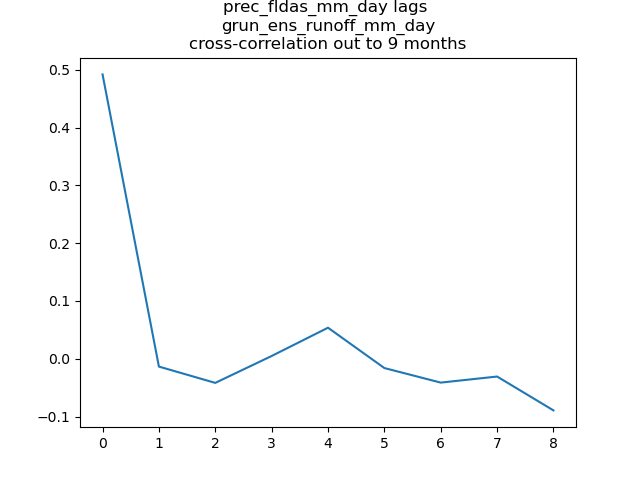 prec_fldas_mm_day lags
grun_ens_runoff_mm_day
cross-correlation out to 9 months
0.5
0.4
0.3
0.2
0.1
0.0
−0.1
0 1 2 3 4 5 6 7 8